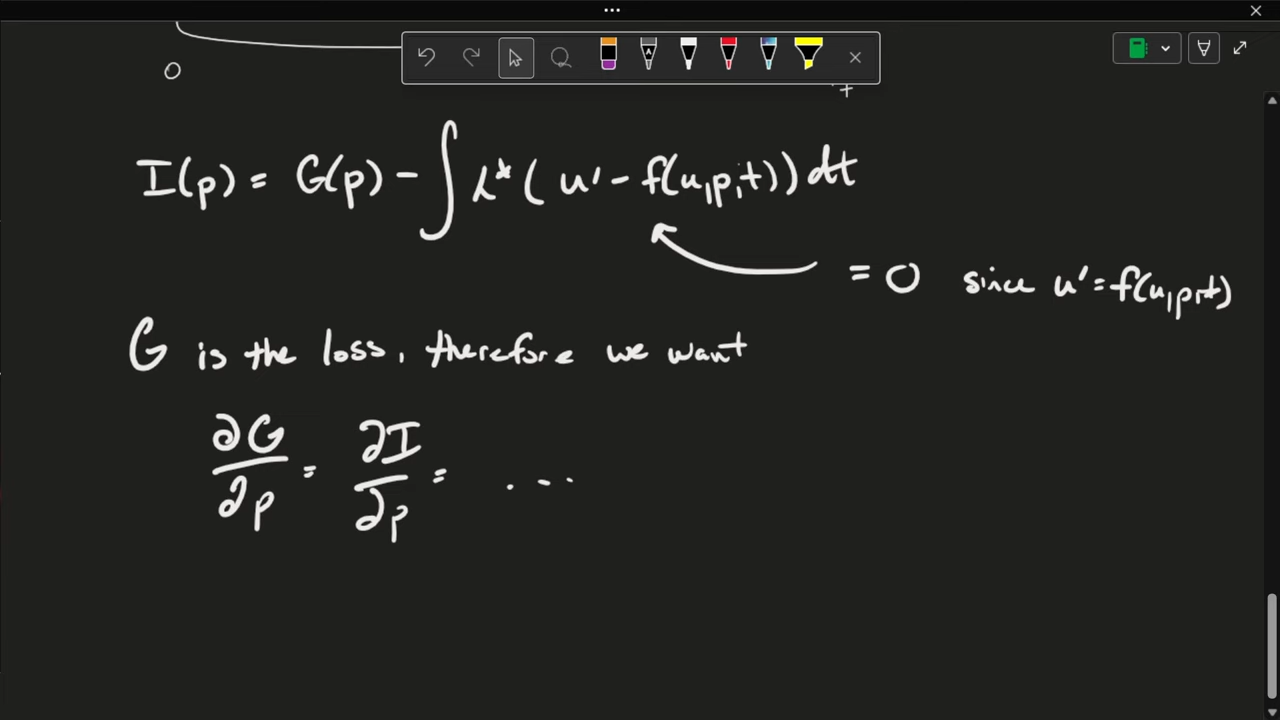 0
I(p) = G(p) - ∫ λ* ( u' - f(u,p,t)) dt
= 0 since u' = f(u,p,t)
G is the loss, therefore we want
∂G/∂p = ∂I/∂p = ...